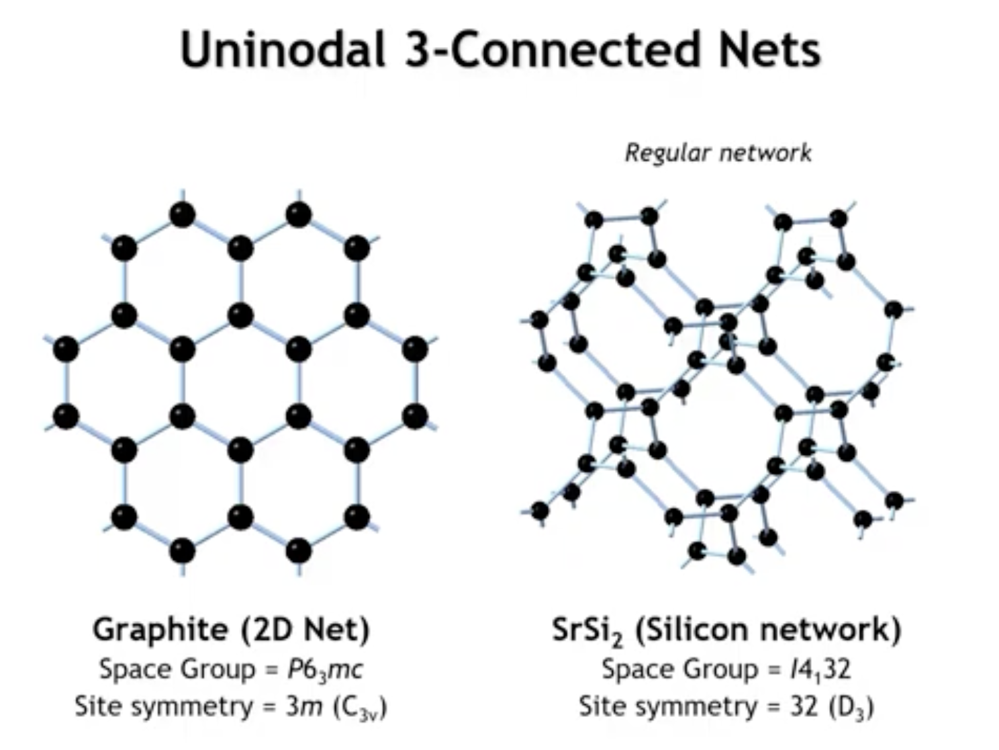 Uninodal 3-Connected Nets
Regular network
Graphite (2D Net)
Space Group = P6₃mc
Site symmetry = 3m (C₃ᵥ)
SrSi₂ (Silicon network)
Space Group = I4₁32
Site symmetry = 32 (D₃)